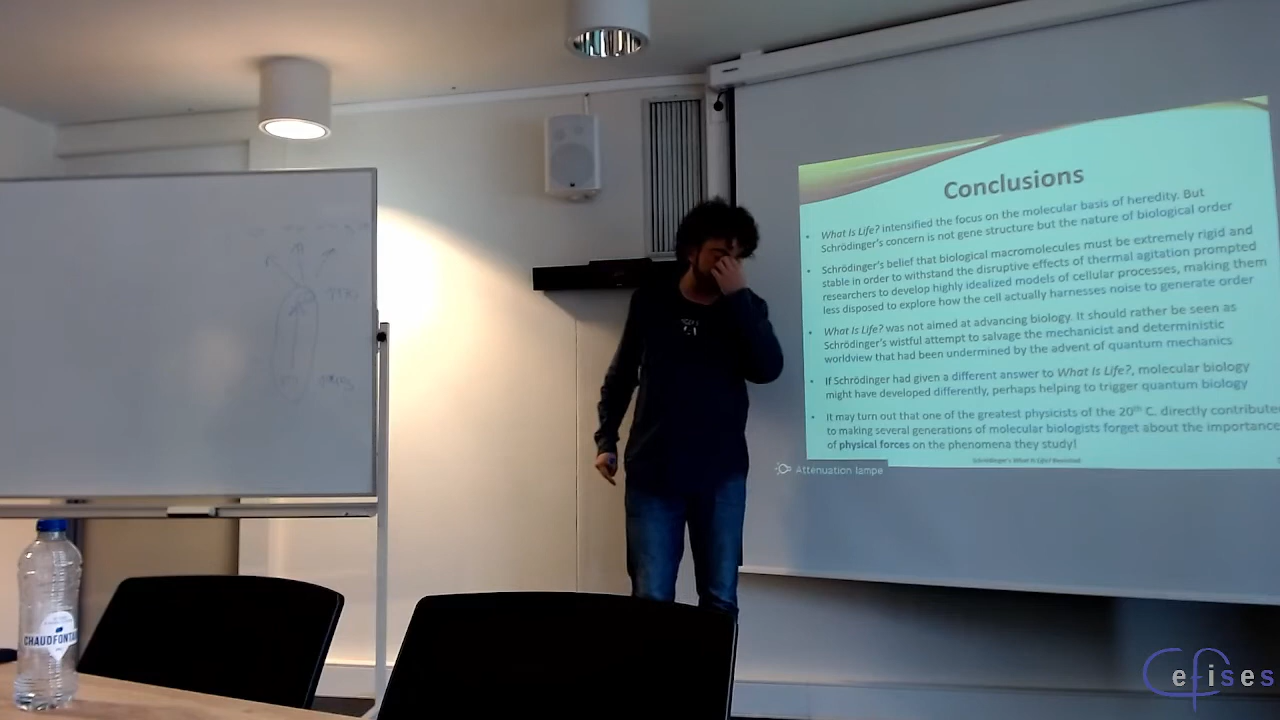 Conclusions
What Is Life? intensified the focus on the molecular basis of heredity. But
Schrödinger's concern is not gene structure but the nature of biological order
Schrödinger's belief that biological macromolecules must be extremely rigid and
stable in order to withstand the disruptive effects of thermal agitation prompted
researchers to develop highly idealized models of cellular processes, making them
less disposed to explore how the cell actually harnesses noise to generate order
What Is Life? was not aimed at advancing biology. It should rather be seen as
Schrödinger's wistful attempt to salvage the mechanicist and deterministic
worldview that had been undermined by the advent of quantum mechanics
If Schrödinger had given a different answer to What Is Life?, molecular biology
might have developed differently, perhaps helping to trigger quantum biology
It may turn out that one of the greatest physicists of the 20th C. directly contribute
to making several generations of molecular biologists forget about the importance
of physical forces on the phenomena they study!
Schrödinger's What Is Life? Revisited
Attenuation lampe
CHAUDFONTA
Cefises